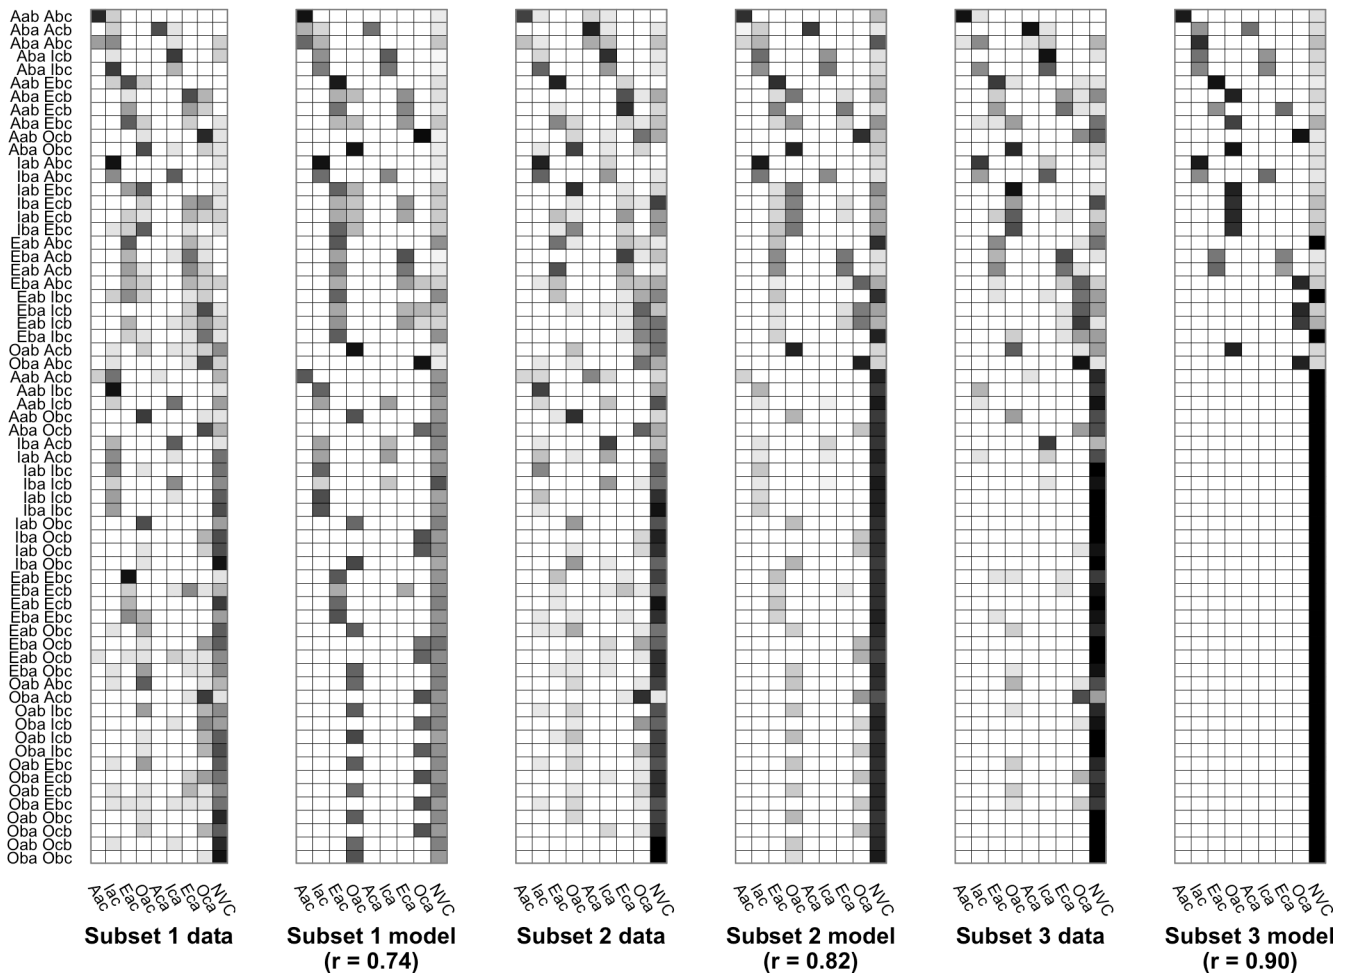 Aab Abc
Aba Acb
Aba Abc
Aba Icb
Aba Ibc
Aab Ebc
Aba Ecb
Aab Ecb
Aba Ebc
Aab Ocb
Aba Obc
Iab Abc
Iba Abc
Iab Ebc
Iba Ecb
Iab Ecb
Iba Ebc
Eab Abc
Eba Acb
Eab Acb
Eba Abc
Eab Ibc
Eba Icb
Eab Icb
Eba Ibc
Oab Acb
Oba Abc
Aab Acb
Aab Ibc
Aab Icb
Aab Obc
Aba Ocb
Iba Acb
Iab Acb
Iab Ibc
Iba Icb
Iab Icb
Iba Ibc
Iab Obc
Iba Ocb
Iab Ocb
Iba Obc
Eab Ebc
Eba Ecb
Eab Ecb
Eba Ebc
Eab Obc
Eba Ocb
Eab Ocb
Eba Obc
Oab Abc
Oba Acb
Oab Ibc
Oba Icb
Oab Icb
Oba Ibc
Oab Ebc
Oba Ecb
Oab Ecb
Oba Ebc
Oab Obc
Oba Ocb
Oab Ocb
Oba Obc
Aac Iac Eac Oac Aca Ica Eca Oca NVC
Aac Iac Eac Oac Aca Ica Eca Oca NVC
Aac Iac Eac Oac Aca Ica Eca Oca NVC
Aac Iac Eac Oac Aca Ica Eca Oca NVC
Aac Iac Eac Oac Aca Ica Eca Oca NVC
Aac Iac Eac Oac Aca Ica Eca Oca NVC
Subset 1 data
Subset 1 model
(r = 0.74)
Subset 2 data
Subset 2 model
(r = 0.82)
Subset 3 data
Subset 3 model
(r = 0.90)